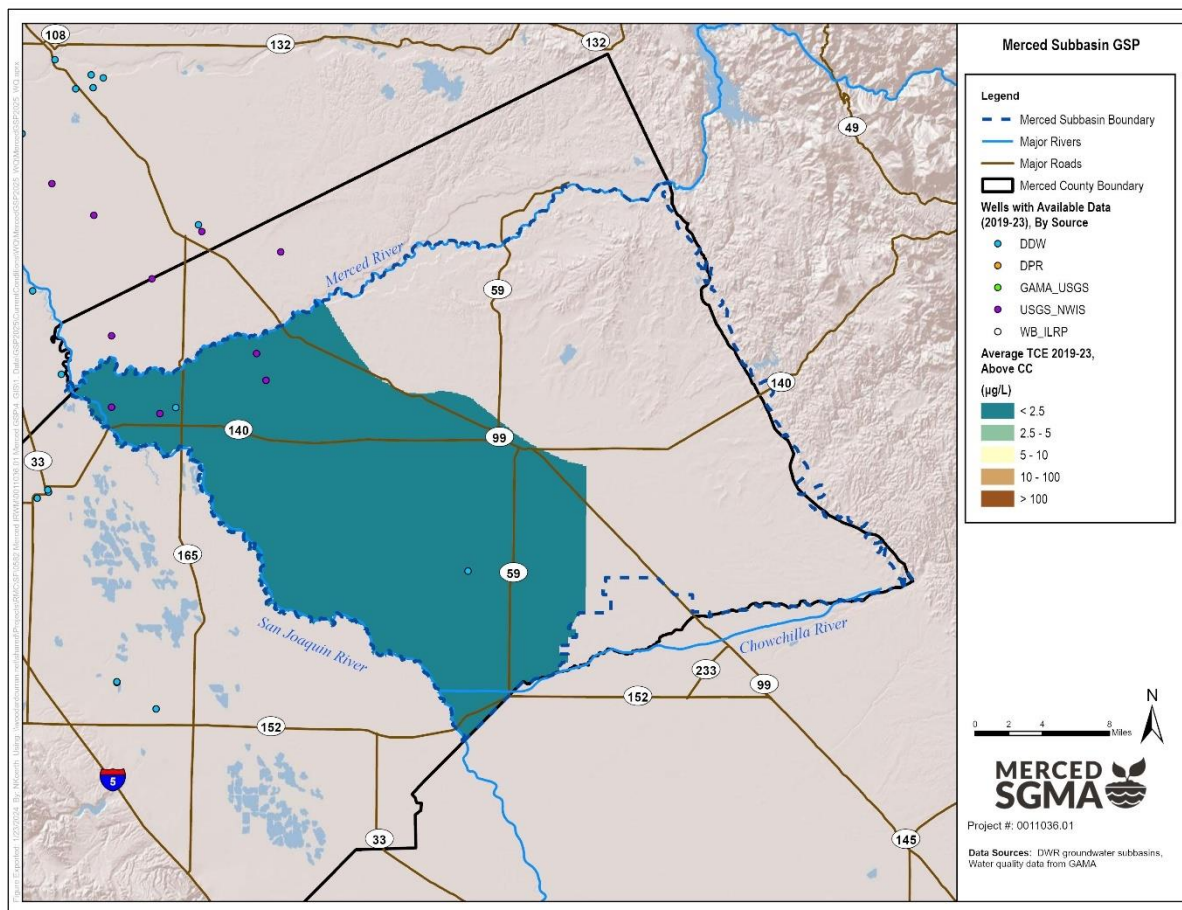 108
132
132
49
Merced River
59
140
99
140
33
165
59
San Joaquin River
Chowchilla River
233
99
152
152
5
33
145
Merced Subbasin GSP
Legend
Merced Subbasin Boundary
Major Rivers
Major Roads
Merced County Boundary
Wells with Available Data
(2019-23), By Source
DDW
DPR
GAMA_USGS
USGS_NWIS
WB_ILRP
Average TCE 2019-23,
Above CC
(µg/L)
< 2.5
2.5 - 5
5 - 10
10 - 100
> 100
N
0 2 4 8
Miles
MERCED
SGMA
Project #: 0011036.01
Data Sources: DWR groundwater subbasins,
Water quality data from GAMA